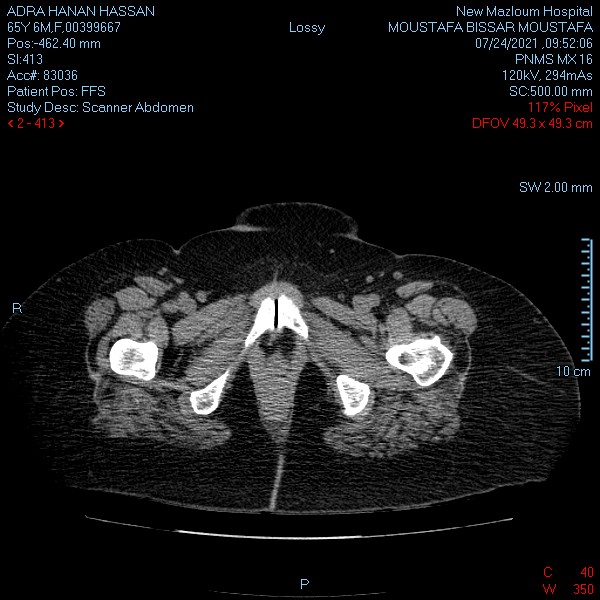 ADRA HANAN HASSAN
65Y 6M,F,00399667
Pos:-462.40 mm
SI:413
Acc#: 83036
Patient Pos: FFS
Study Desc: Scanner Abdomen
< 2 - 413 >
Lossy
New Mazloum Hospital
MOUSTAFA BISSAR MOUSTAFA
07/24/2021 ,09:52:06
PNMS MX 16
120kV, 294mAs
SC:500.00 mm
117% Pixel
DFOV 49.3 x 49.3 cm
SW 2.00 mm
R
10 cm
P
C 40
W 350